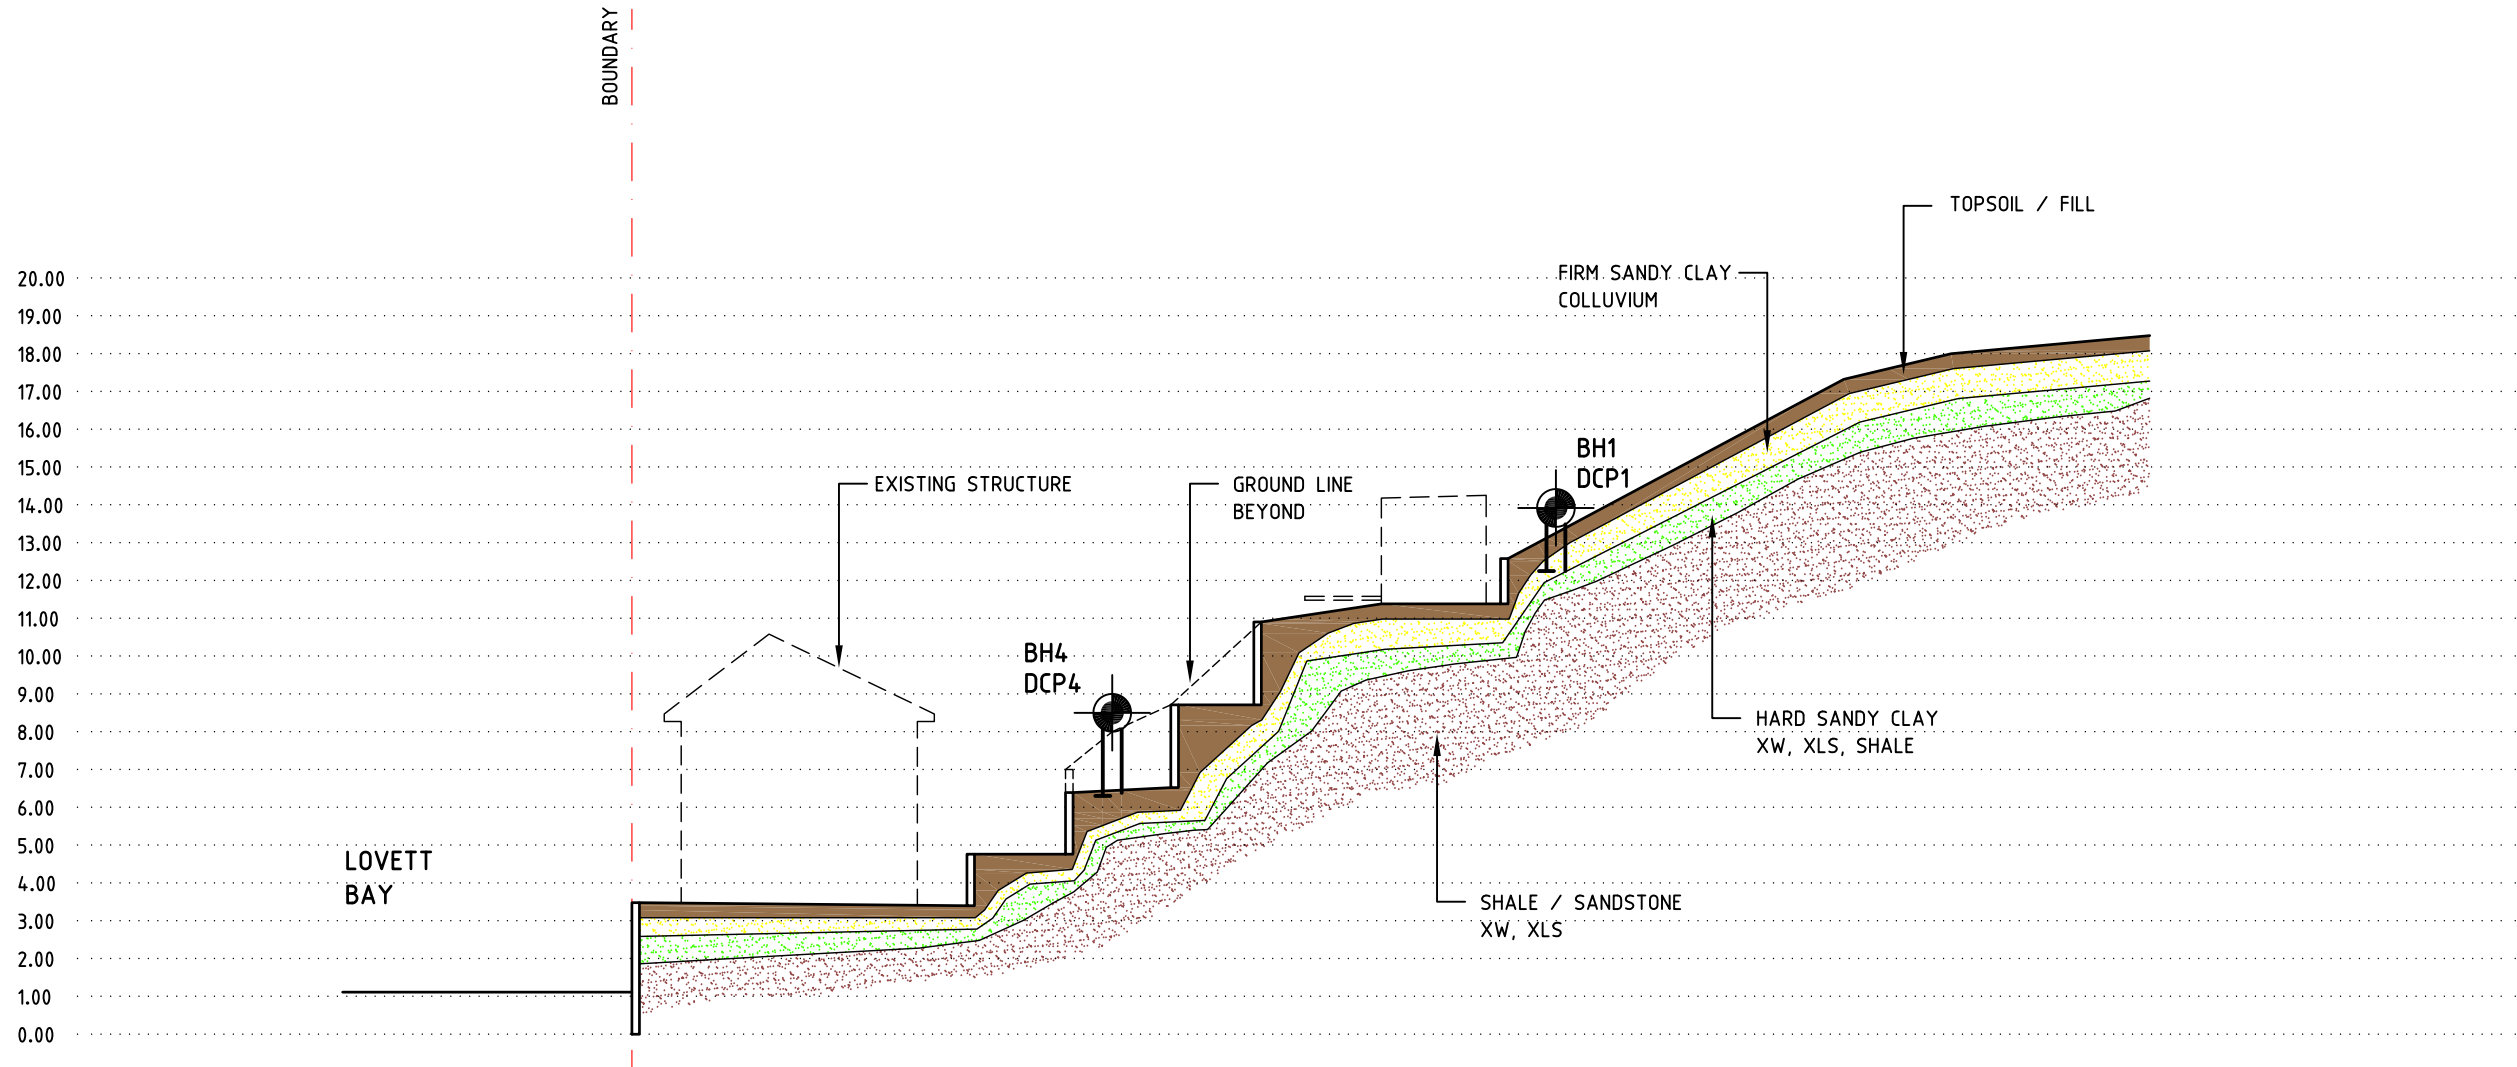 BOUNDARY
TOPSOIL / FILL
20.00
FIRM SANDY CLAY
COLLUVIUM
19.00
18.00
17.00
16.00
BH1
DCP1
15.00
EXISTING STRUCTURE
GROUND LINE
BEYOND
14.00
13.00
12.00
11.00
10.00
BH4
DCP4
9.00
8.00
HARD SANDY CLAY
XW, XLS, SHALE
7.00
6.00
5.00
LOVETT
BAY
4.00
SHALE / SANDSTONE
XW, XLS
3.00
2.00
1.00
0.00